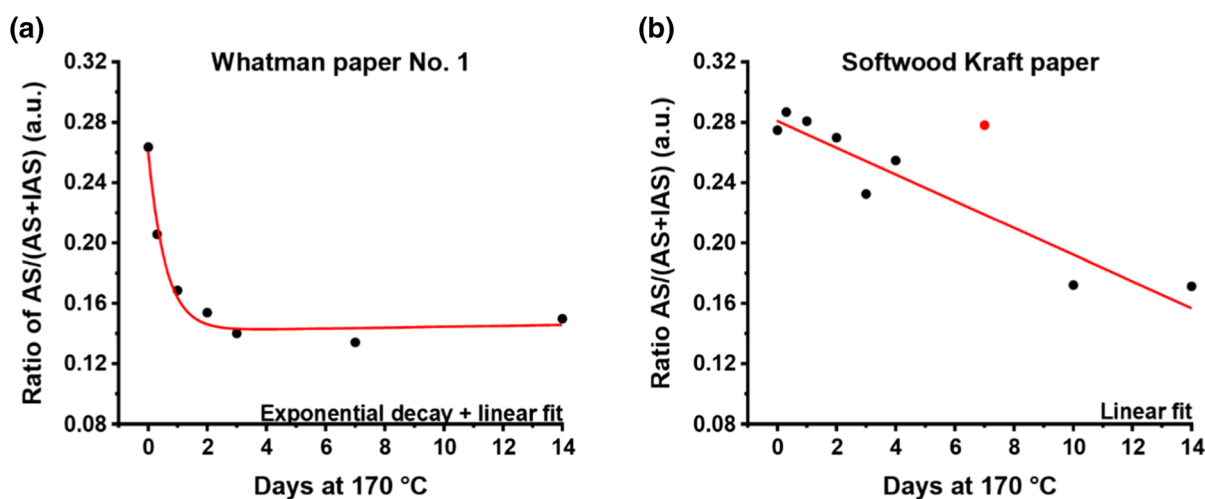 (a)
Whatman paper No. 1
Ratio of AS/(AS+IAS) (a.u.)
0.32
0.28
0.24
0.20
0.16
0.12
0.08
Exponential decay + linear fit
0 2 4 6 8 10 12 14
Days at 170 °C
(b)
Softwood Kraft paper
Ratio AS/(AS+IAS) (a.u.)
0.32
0.28
0.24
0.20
0.16
0.12
0.08
Linear fit
0 2 4 6 8 10 12 14
Days at 170 °C